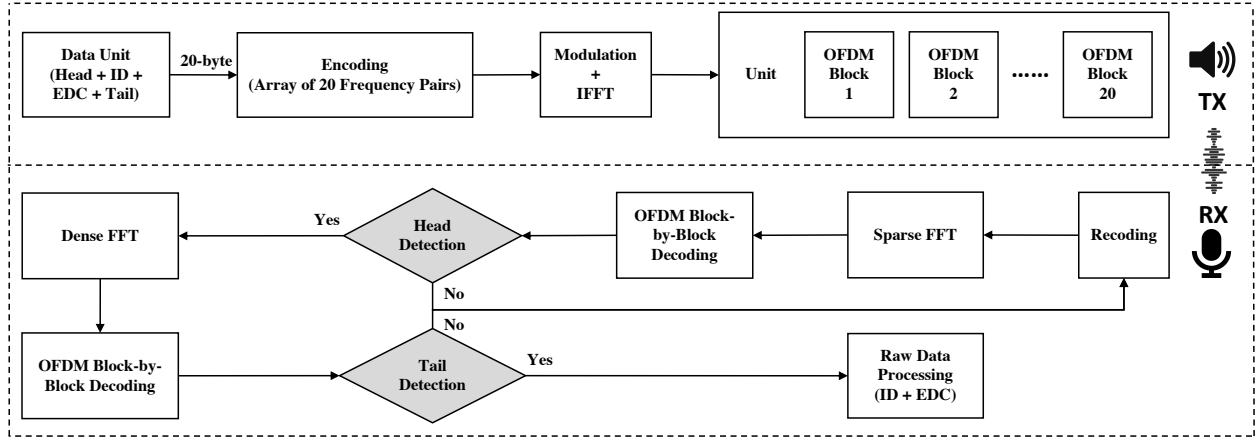 Data Unit
(Head + ID +
EDC + Tail)
20-byte
Encoding
(Array of 20 Frequency Pairs)
Modulation
+
IFFT
Unit
OFDM
Block
1
OFDM
Block
2
......
OFDM
Block
20
TX
RX
Recoding
Sparse FFT
OFDM Block-
by-Block
Decoding
Head
Detection
Yes
No
Dense FFT
OFDM Block-by-
Block Decoding
No
Tail
Detection
Yes
Raw Data
Processing
(ID + EDC)